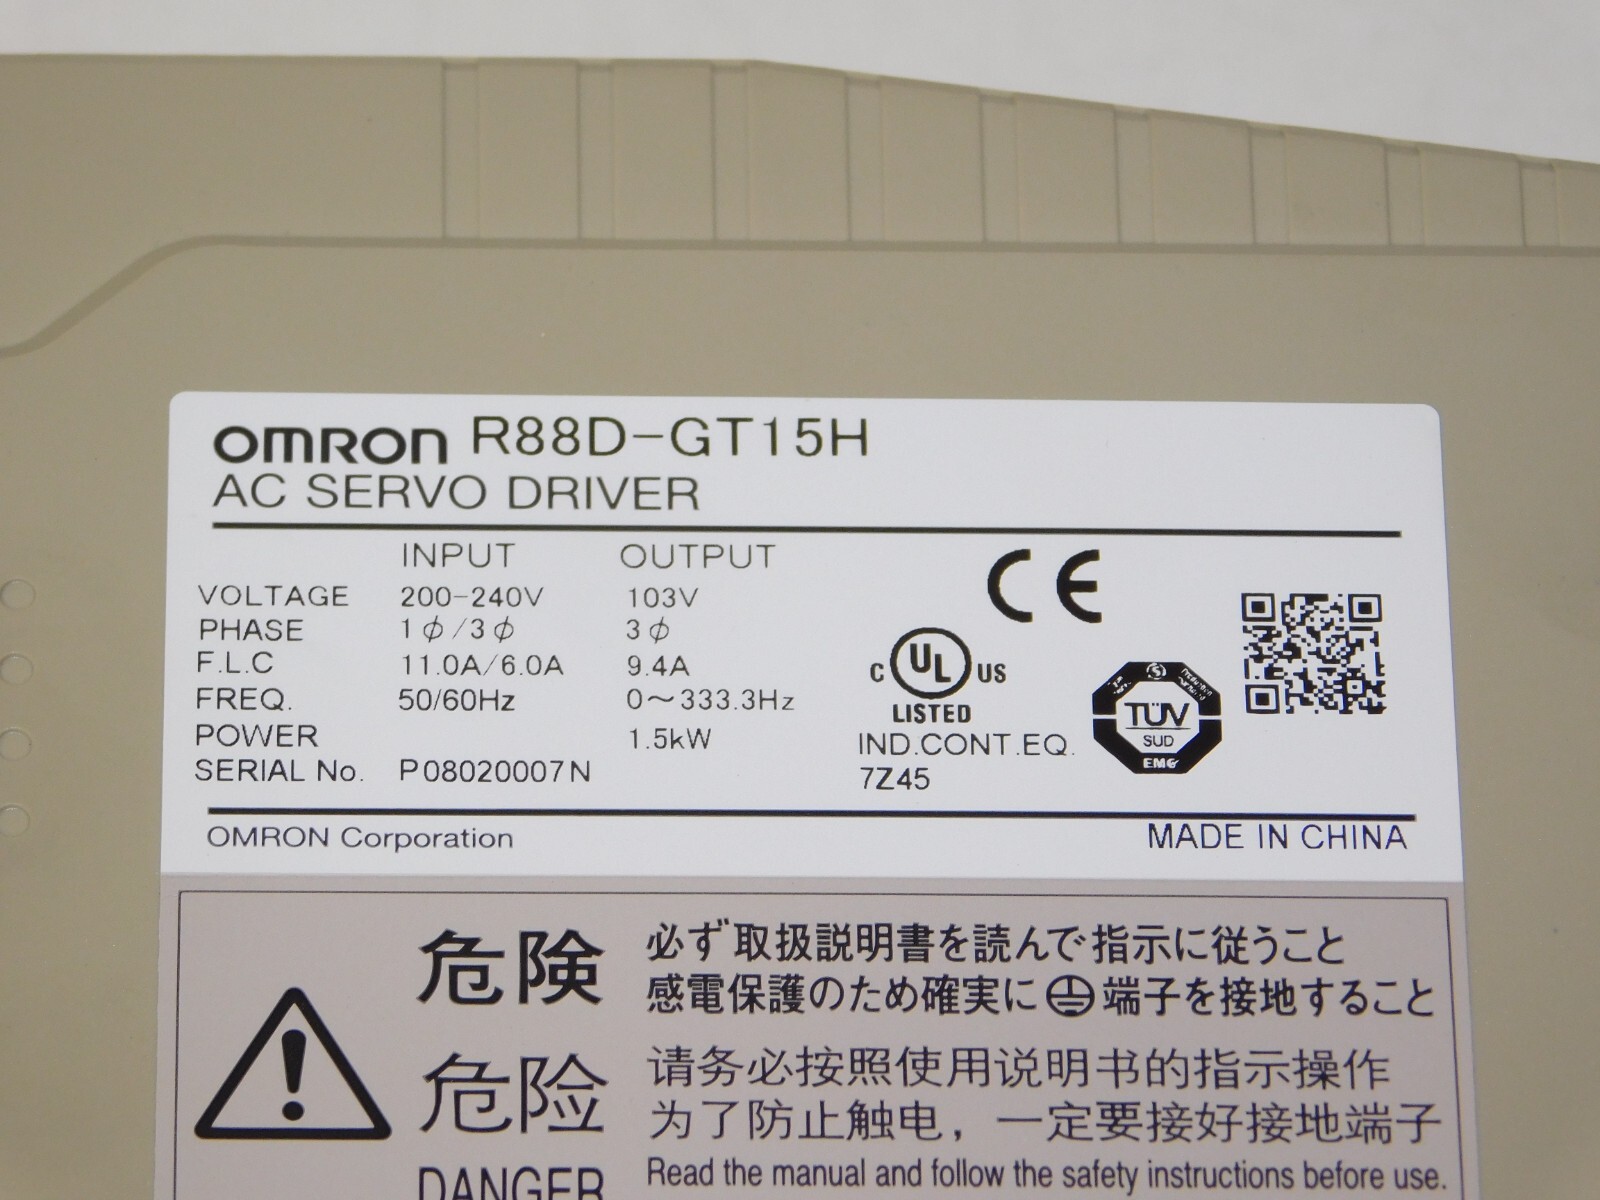 OMRON R88D-GT15H
AC SERVO DRIVER
INPUT OUTPUT
VOLTAGE 200-240V 103V
PHASE 1ϕ/3ϕ 3ϕ
F.L.C 11.0A/6.0A 9.4A
FREQ. 50/60Hz 0～333.3Hz
POWER 1.5kW
SERIAL No. P08020007N
CE
C UL US
LISTED
IND.CONT.EQ.
7Z45
TÜV
SUD
EMC
OMRON Corporation MADE IN CHINA
危険
必ず取扱説明書を読んで指示に従うこと
感電保護のため確実に⏚端子を接地すること
危险
请务必按照使用说明书的指示操作
为了防止触电，一定要接好接地端子
DANGER
Read the manual and follow the safety instructions before use.